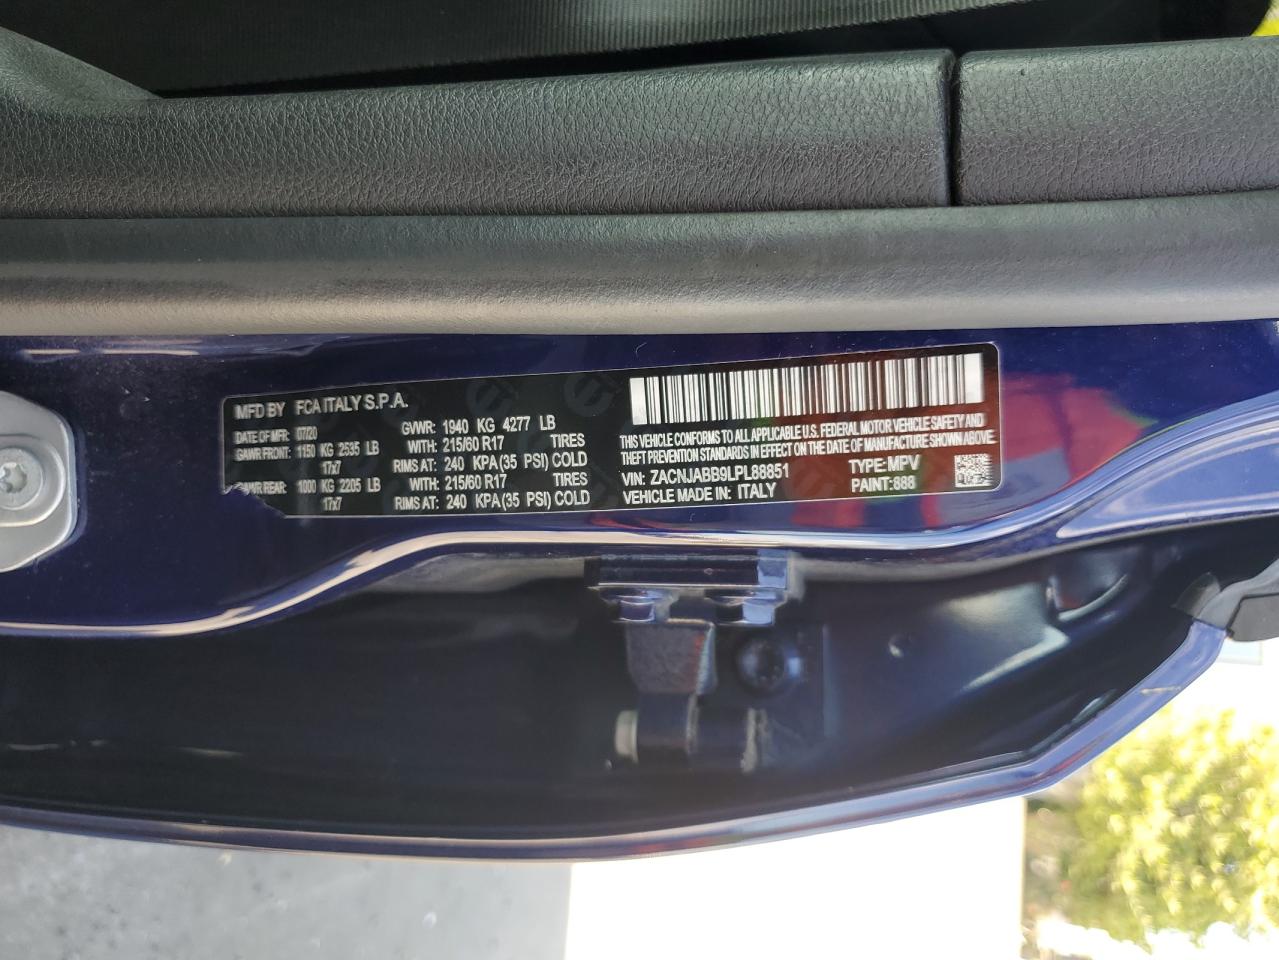 MFD BY FCA ITALY S.P.A.
DATE OF MFR: 07/20 GVWR: 1940 KG 4277 LB
GAWR FRONT: 1150 KG 2535 LB WITH: 215/60 R17 TIRES
17x7 RIMS AT: 240 KPA(35 PSI) COLD
GAWR REAR: 1000 KG 2205 LB WITH: 215/60 R17 TIRES
17x7 RIMS AT: 240 KPA(35 PSI) COLD
THIS VEHICLE CONFORMS TO ALL APPLICABLE U.S. FEDERAL MOTOR VEHICLE SAFETY AND
THEFT PREVENTION STANDARDS IN EFFECT ON THE DATE OF MANUFACTURE SHOWN ABOVE.
VIN: ZACNJABB9LPL88851 TYPE: MPV
VEHICLE MADE IN: ITALY PAINT: 888